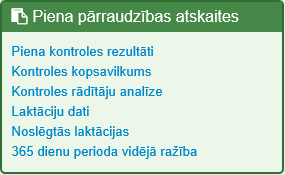 Piena pārraudzības atskaites
Piena kontroles rezultāti
Kontroles kopsavilkums
Kontroles rādītāju analīze
Laktāciju dati
Noslēgtās laktācijas
365 dienu perioda vidējā ražība